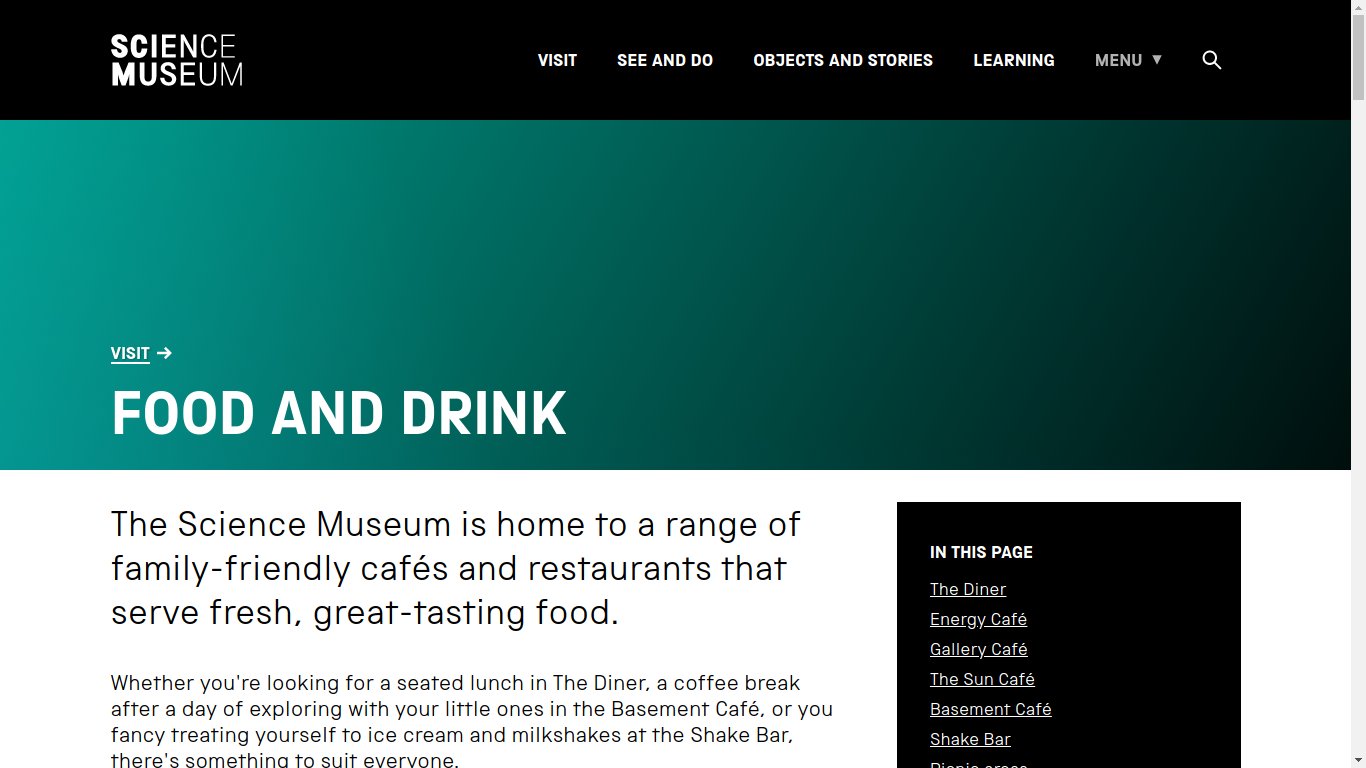 SCIENCE
MUSEUM
VISIT
SEE AND DO
OBJECTS AND STORIES
LEARNING
MENU ▼
VISIT →
FOOD AND DRINK
The Science Museum is home to a range of
family-friendly cafés and restaurants that
serve fresh, great-tasting food.
Whether you're looking for a seated lunch in The Diner, a coffee break
after a day of exploring with your little ones in the Basement Café, or you
fancy treating yourself to ice cream and milkshakes at the Shake Bar,
there's something to suit everyone.
IN THIS PAGE
The Diner
Energy Café
Gallery Café
The Sun Café
Basement Café
Shake Bar
Picnic areas